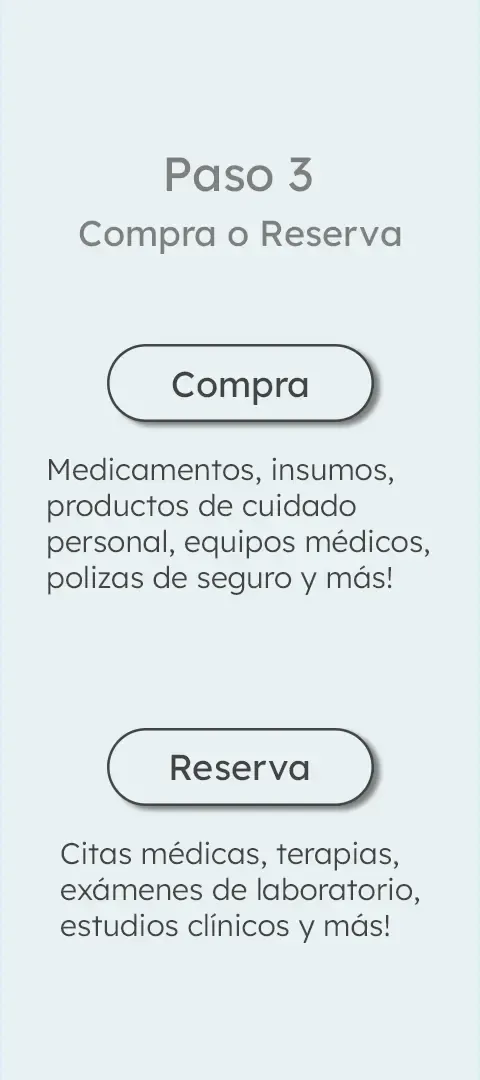 Paso 3
Compra o Reserva
Compra
Medicamentos, insumos,
productos de cuidado
personal, equipos médicos,
polizas de seguro y más!
Reserva
Citas médicas, terapias,
exámenes de laboratorio,
estudios clínicos y más!